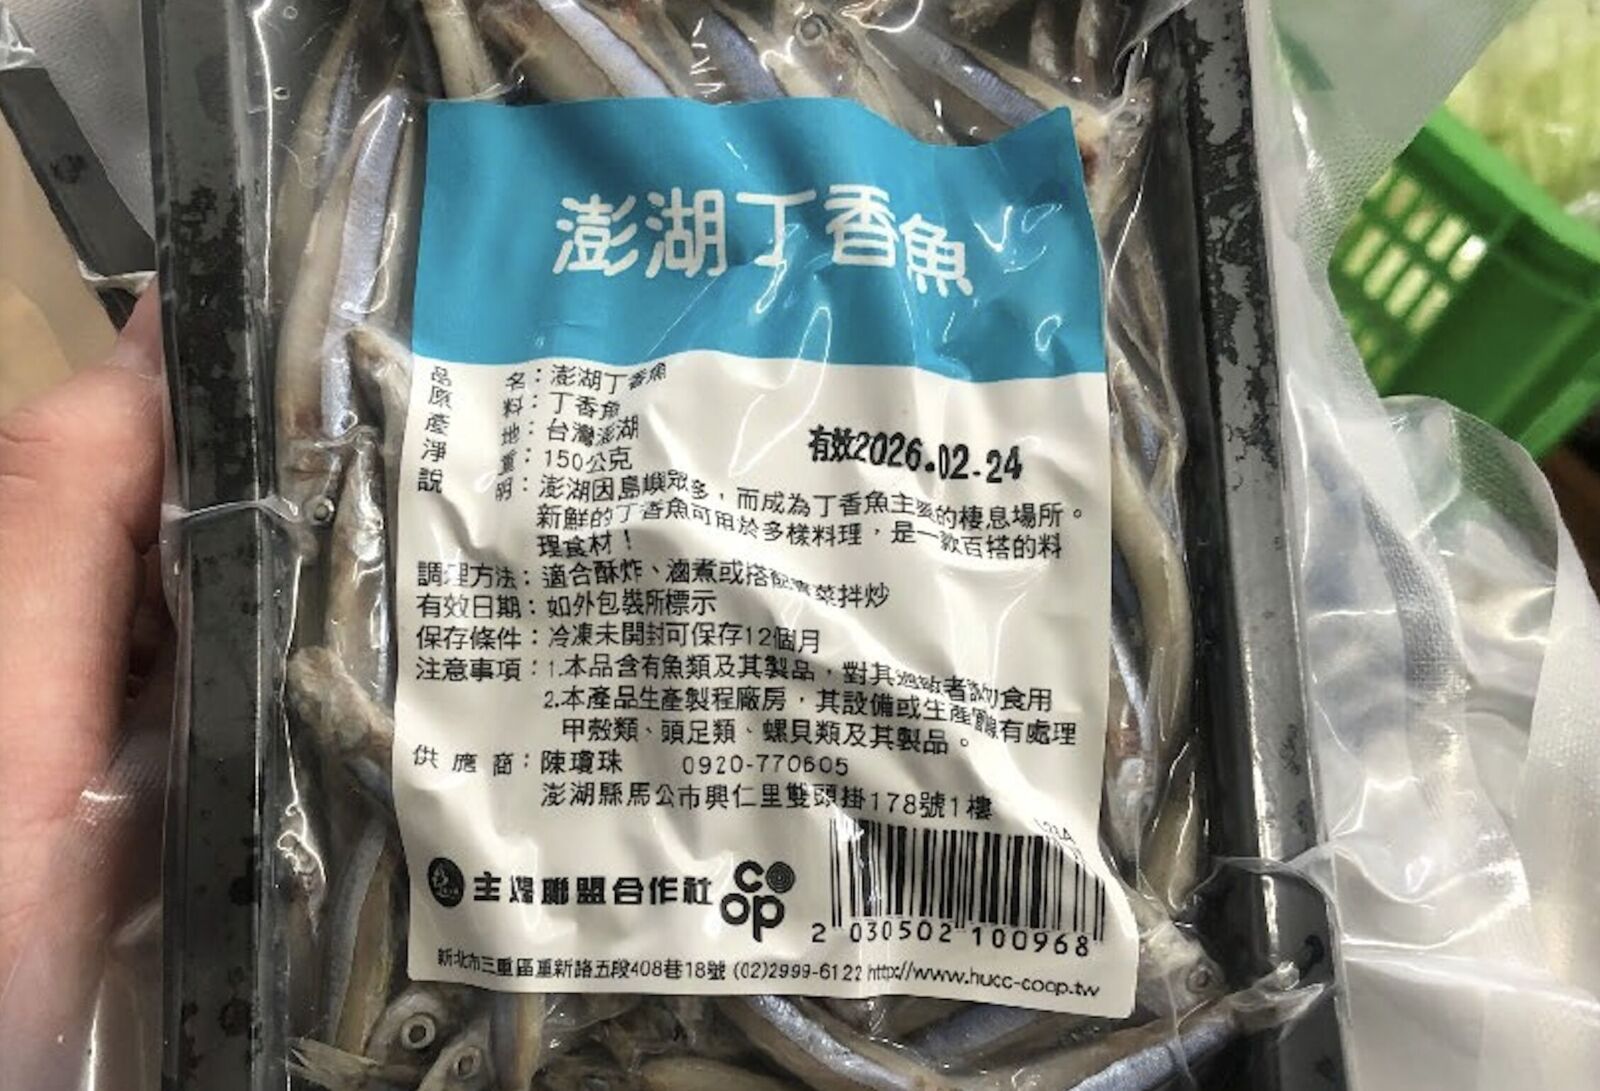 澎湖丁香魚
品名：澎湖丁香魚
原料：丁香魚
產地：台灣澎湖
淨重：150公克
有效2026.02-24
說明：澎湖因島嶼眾多，而成為丁香魚主要的棲息場所。
新鮮的丁香魚可用於多樣料理，是一款百搭的料
理食材！
調理方法：適合酥炸、滷煮或搭配蔬菜拌炒
有效日期：如外包裝所標示
保存條件：冷凍未開封可保存12個月
注意事項：1.本品含有魚類及其製品，對其過敏者請勿食用
2.本產品生產製程廠房，其設備或生產管線有處理
甲殼類、頭足類、螺貝類及其製品。
供應商：陳瓊珠 0920-770605
澎湖縣馬公市興仁里雙頭掛178號1樓
主婦聯盟合作社 coop
2 030502 100968
新北市三重區重新路五段408巷18號 (02)2999-6122 http://www.hucc-coop.tw